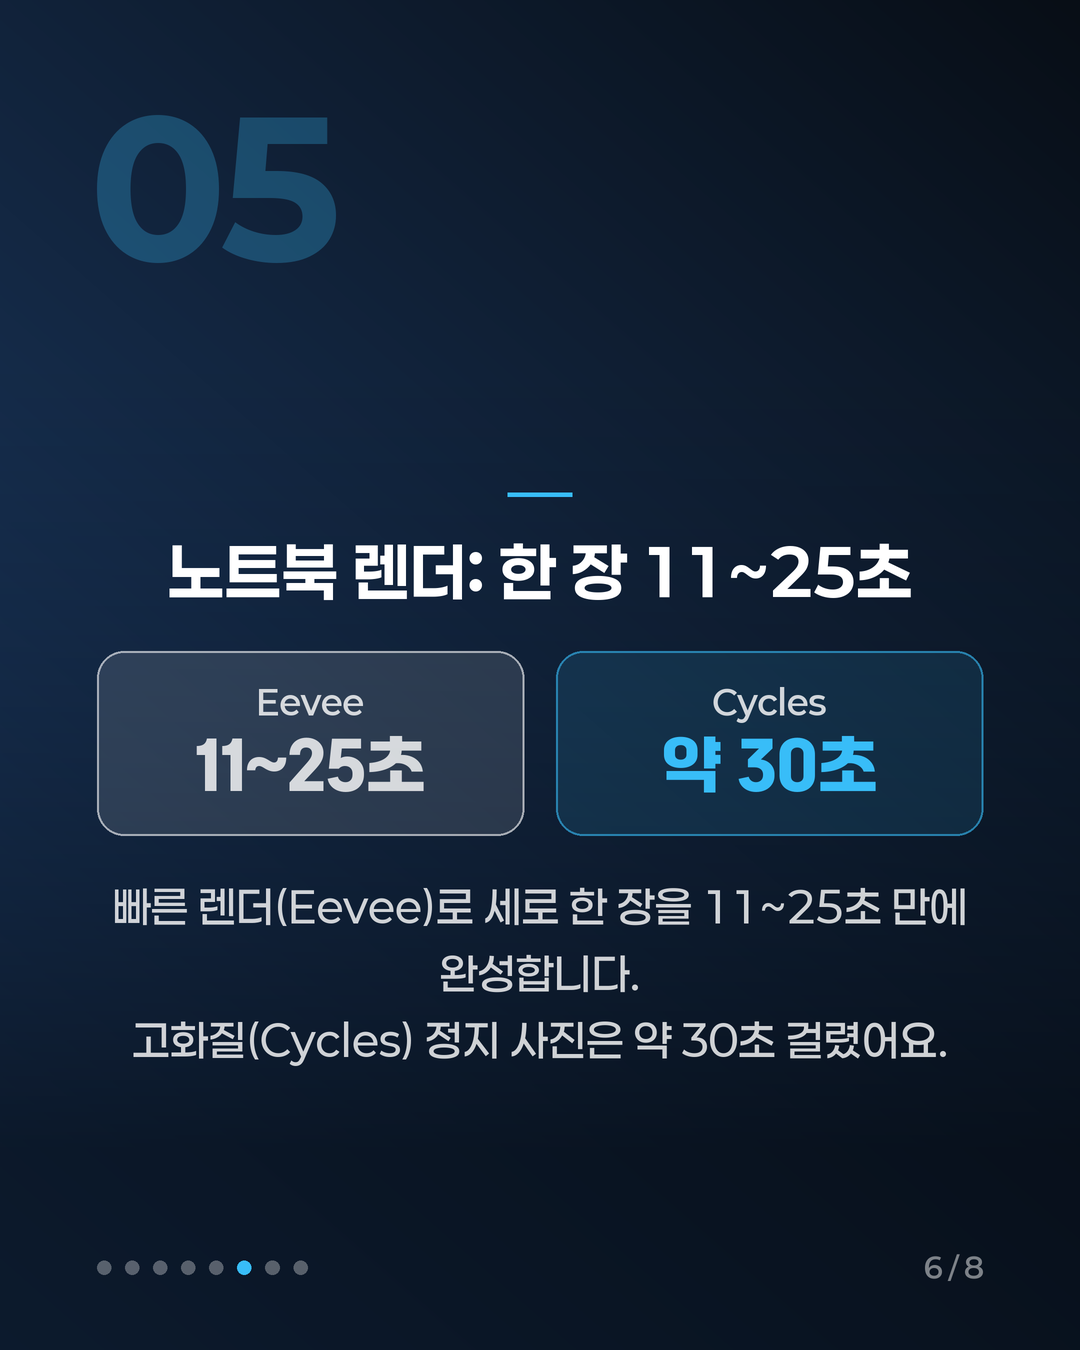 05
노트북 렌더: 한 장 11~25초
Eevee
11~25초
Cycles
약 30초
빠른 렌더(Eevee)로 세로 한 장을 11~25초 만에
완성합니다.
고화질(Cycles) 정지 사진은 약 30초 걸렸어요.
6/8